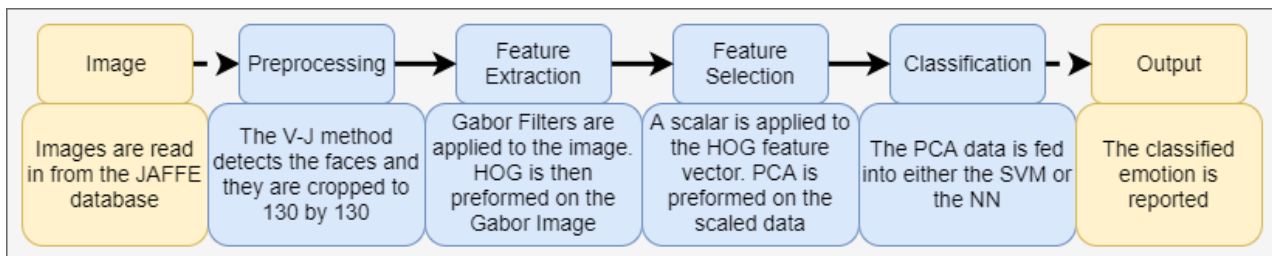 Image
Preprocessing
Feature
Extraction
Feature
Selection
Classification
Output
Images are read
in from the JAFFE
database
The V-J method
detects the faces and
they are cropped to
130 by 130
Gabor Filters are
applied to the image.
HOG is then
preformed on the
Gabor Image
A scalar is applied to
the HOG feature
vector. PCA is
preformed on the
scaled data
The PCA data is fed
into either the SVM or
the NN
The classified
emotion is
reported